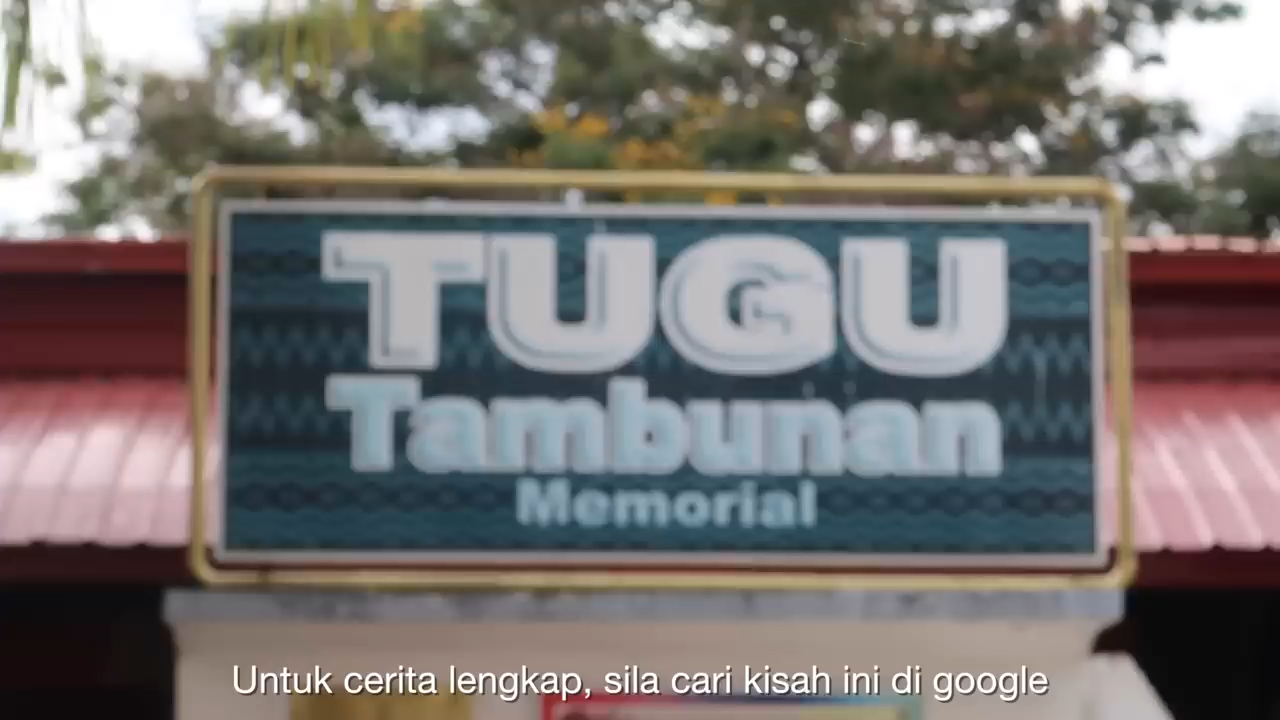 TUGU
Tambunan
Memorial
Untuk cerita lengkap, sila cari kisah ini di google